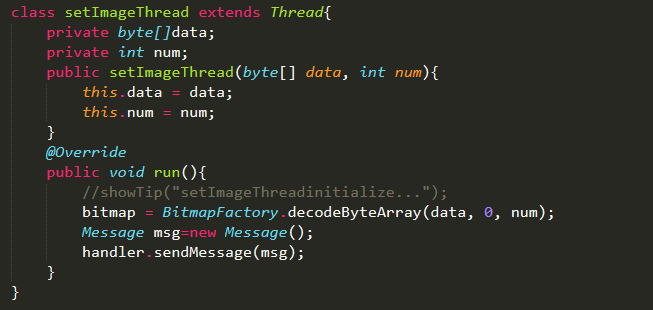 class setImageThread extends Thread{
    private byte[]data;
    private int num;
    public setImageThread(byte[] data, int num){
        this.data = data;
        this.num = num;
    }
    @Override
    public void run(){
        //showTip("setImageThreadinitialize...");
        bitmap = BitmapFactory.decodeByteArray(data, 0, num);
        Message msg=new Message();
        handler.sendMessage(msg);
    }
}